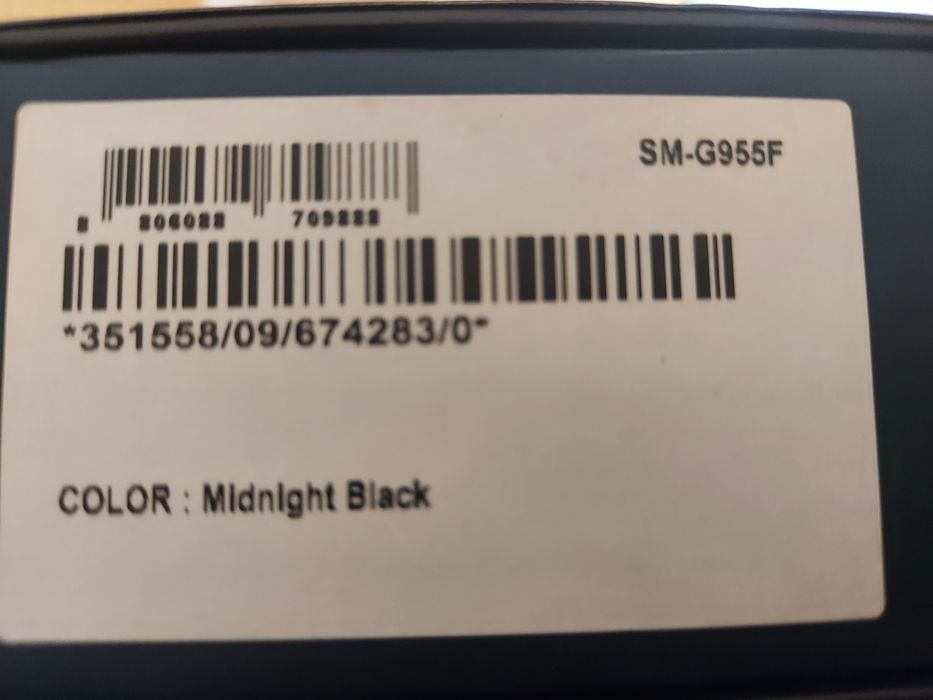 SM-G955F
8 806088 709888
*351558/09/674283/0*
COLOR : Midnight Black